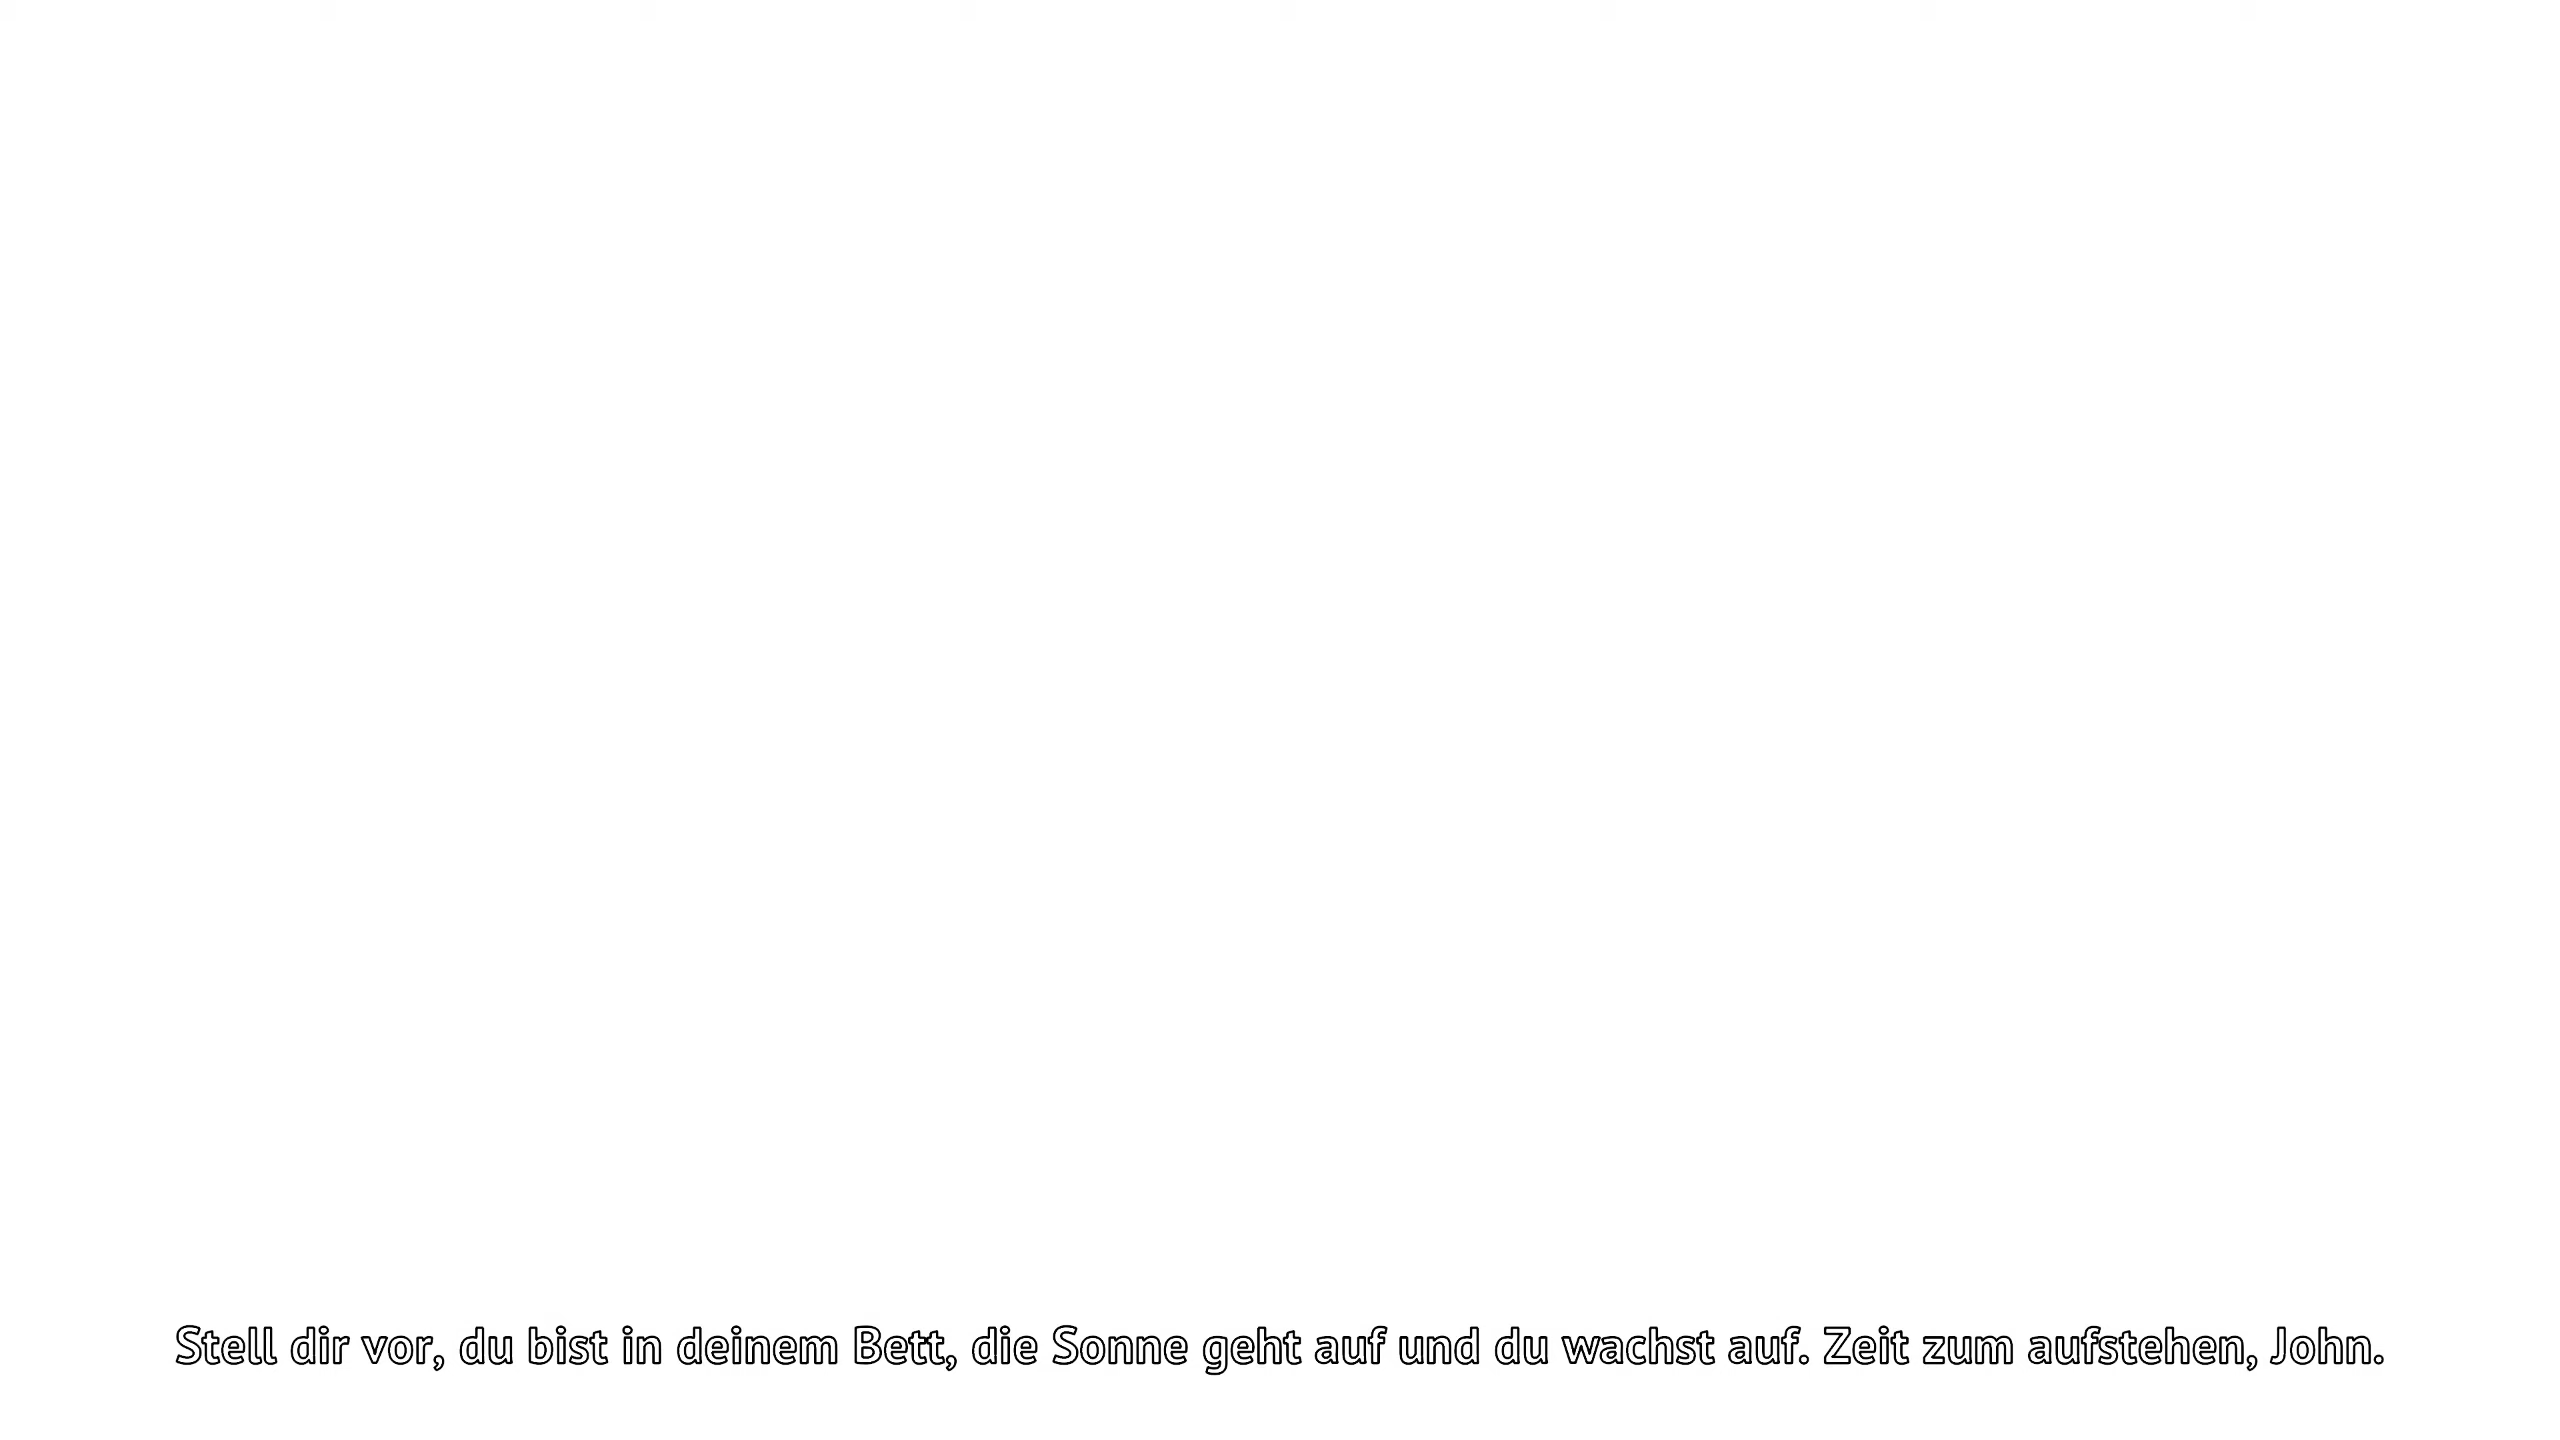 Stell dir vor, du bist in deinem Bett, die Sonne geht auf und du wachst auf. Zeit zum aufstehen, John.